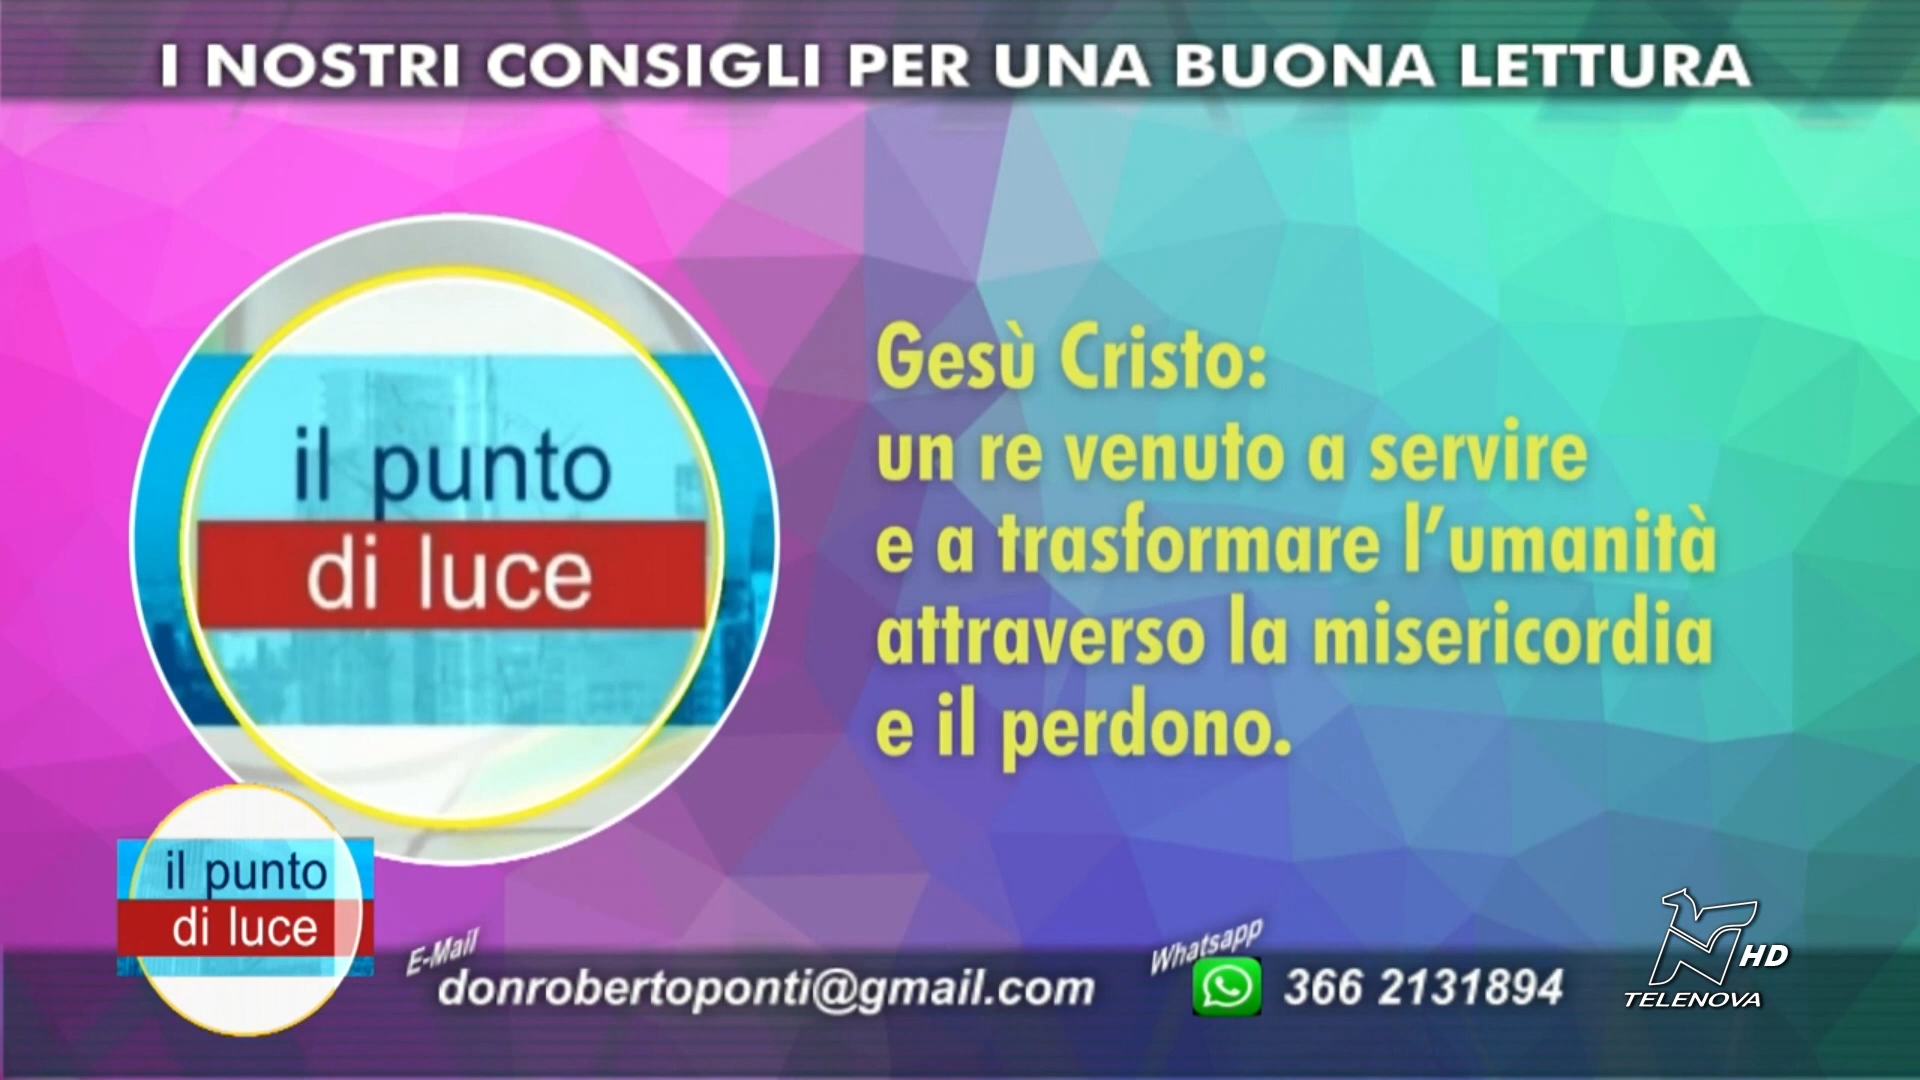 I NOSTRI CONSIGLI PER UNA BUONA LETTURA
il punto
di luce
Gesù Cristo:
un re venuto a servire
e a trasformare l'umanità
attraverso la misericordia
e il perdono.
il punto
di luce
E-Mail
donrobertoponti@gmail.com
Whatsapp
366 2131894
HD
TELENOVA